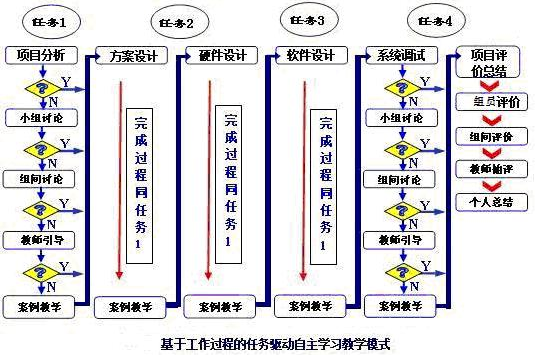 任务1
任务2
任务3
任务4
项目分析
方案设计
硬件设计
软件设计
系统调试
项目评
价总结
?
Y
N
小组讨论
?
Y
N
组间讨论
?
Y
N
教师引导
?
Y
N
案例教学
完成过程同任务1
案例教学
完成过程同任务1
案例教学
完成过程同任务1
案例教学
?
Y
N
小组讨论
?
Y
N
组间讨论
?
Y
N
教师引导
?
Y
N
案例教学
组员评价
组间评价
教师抽评
个人总结
基于工作过程的任务驱动自主学习教学模式